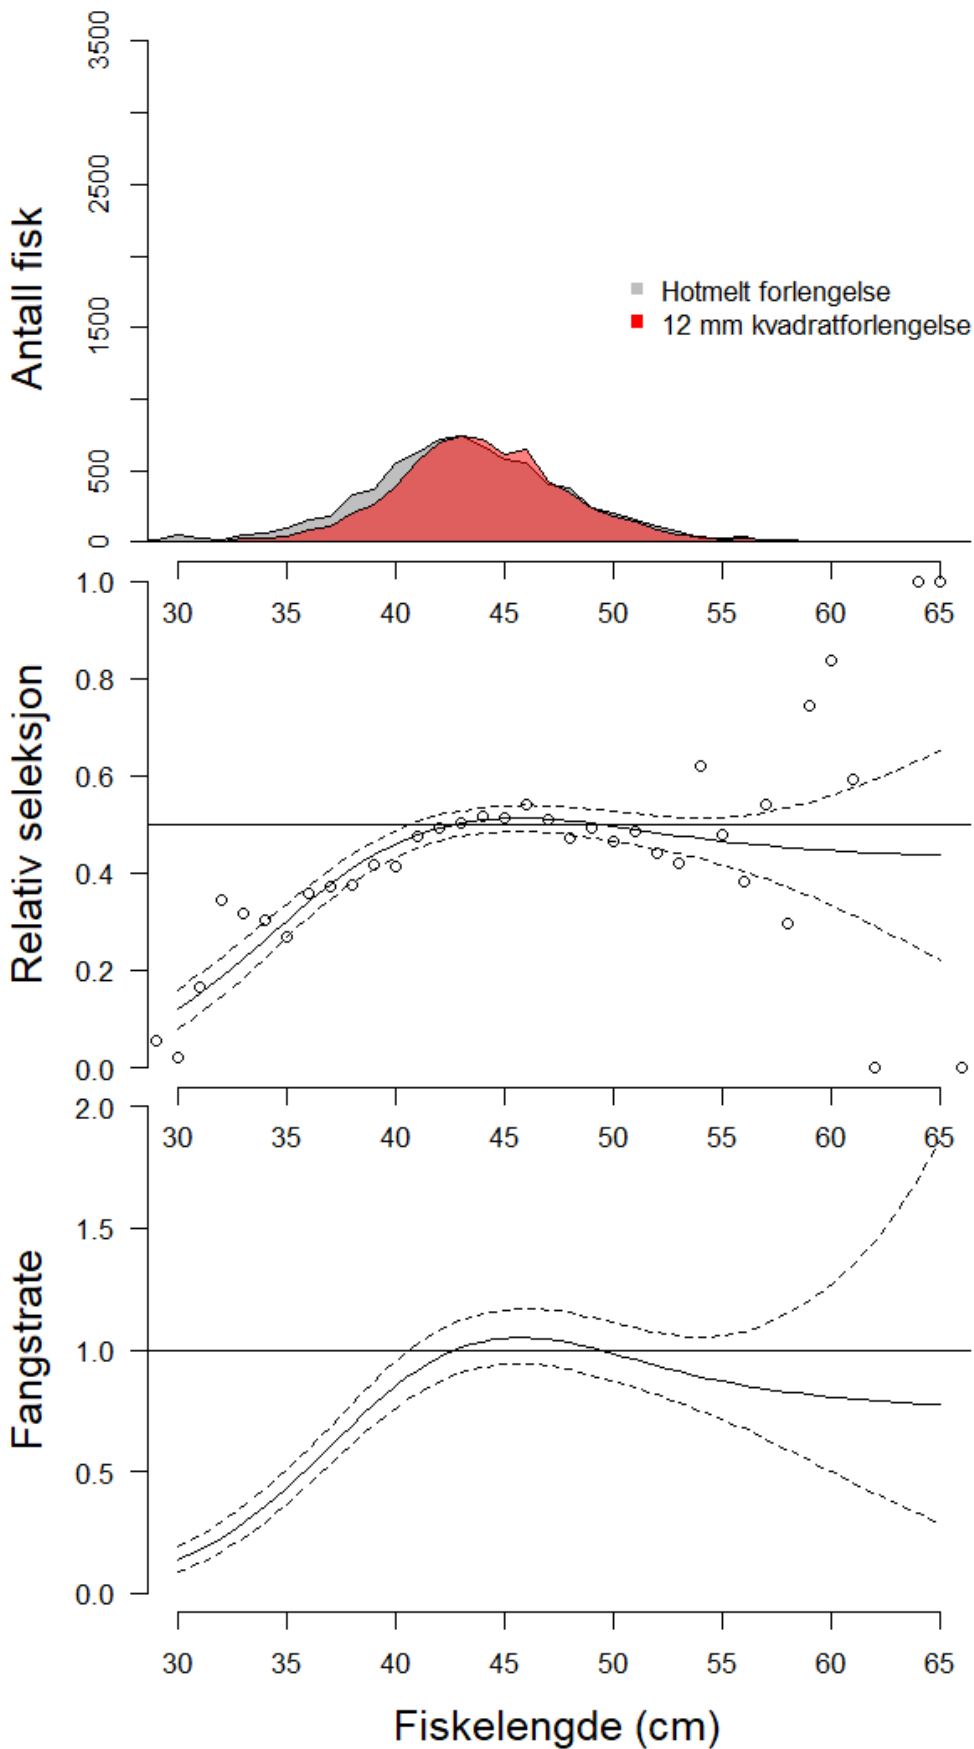 Antall fisk
3500
2500
1500
500
0
Hotmelt forlengelse
12 mm kvadratforlengelse
30 35 40 45 50 55 60 65
Relativ seleksjon
1.0
0.8
0.6
0.4
0.2
0.0
30 35 40 45 50 55 60 65
Fangstrate
2.0
1.5
1.0
0.5
0.0
30 35 40 45 50 55 60 65
Fiskelengde (cm)